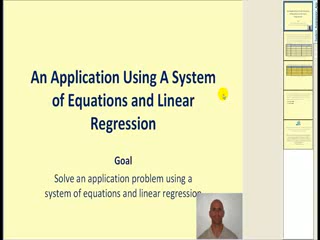 An Application Using A System
of Equations and Linear
Regression
Goal
Solve an application problem using a
system of equations and linear regression